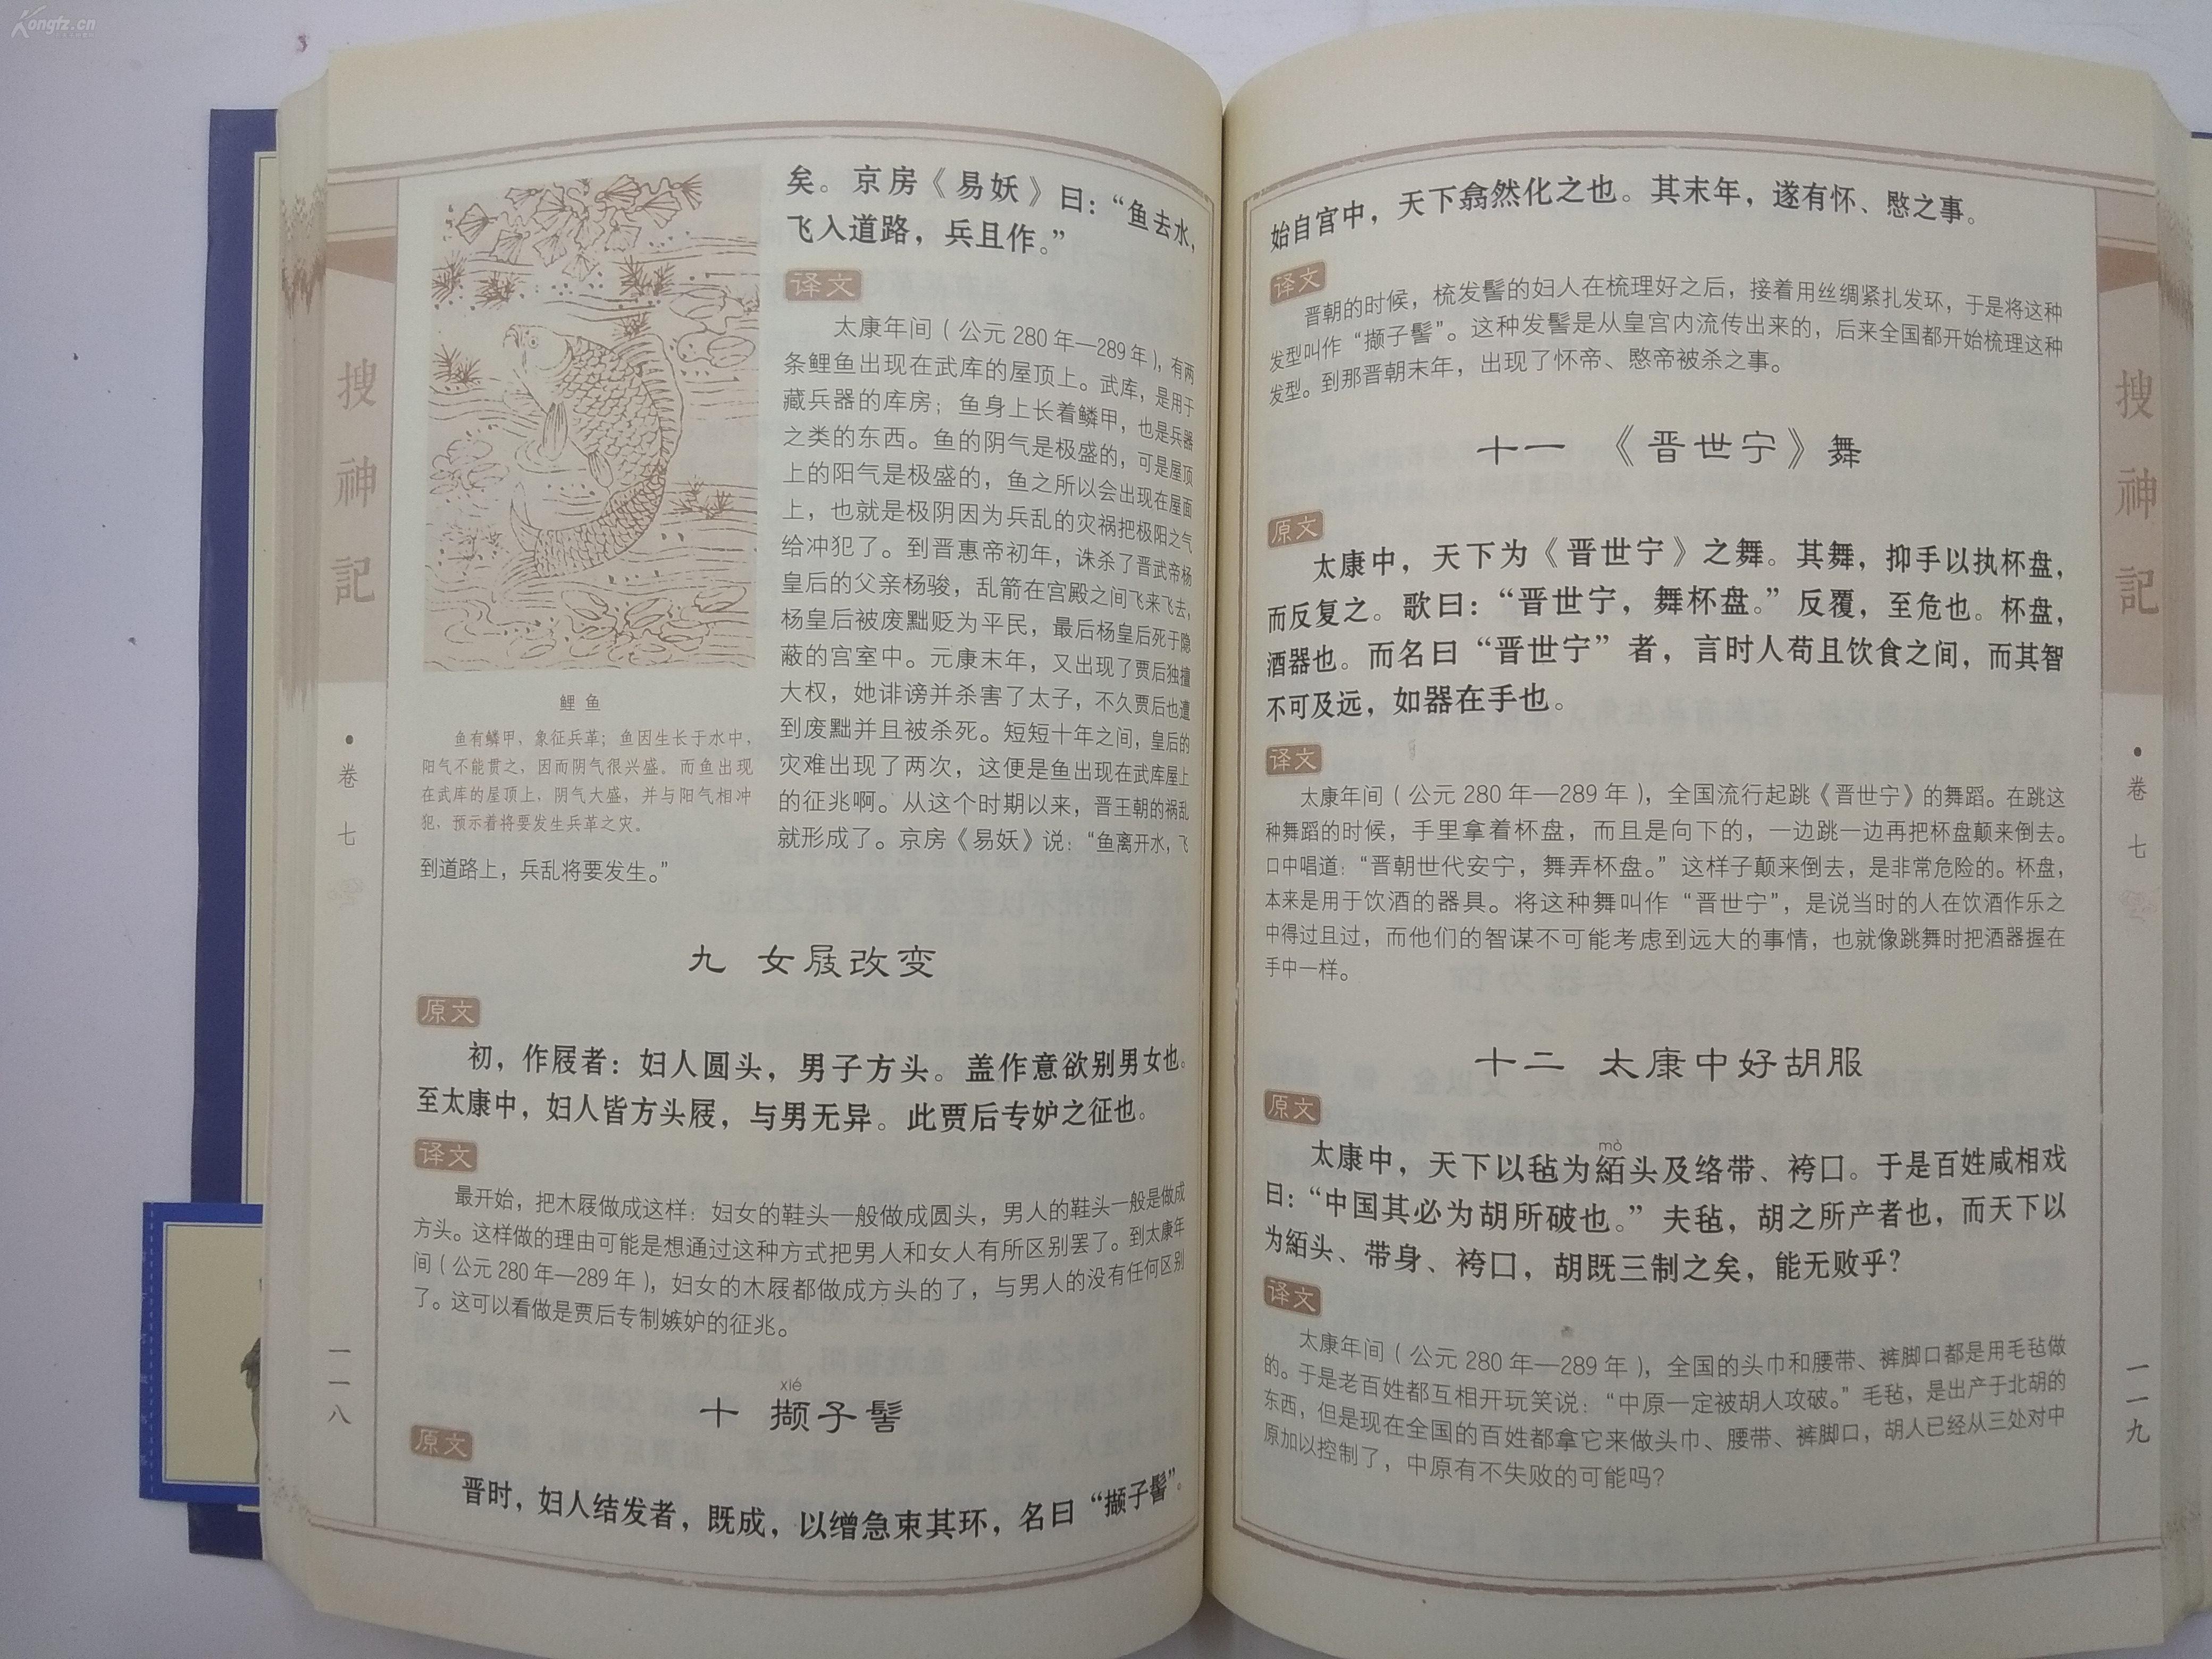 Kongfz.cn
搜神記
·卷七
一一八
矣。京房《易妖》曰：“鱼去水，
飞入道路，兵且作。”
译文
太康年间（公元280年—289年），有两
条鲤鱼出现在武库的屋顶上。武库，是用于
藏兵器的库房；鱼身上长着鳞甲，也是兵器
之类的东西。鱼的阴气是极盛的，可是屋顶
上的阳气是极盛的，鱼之所以会出现在屋面
上，也就是极阴因为兵乱的灾祸把极阳之气
给冲犯了。到晋惠帝初年，诛杀了晋武帝杨
皇后的父亲杨骏，乱箭在宫殿之间飞来飞去，
杨皇后被废黜贬为平民，最后杨皇后死于隐
蔽的宫室中。元康末年，又出现了贾后独擅
大权，她诽谤并杀害了太子，不久贾后也遭
到废黜并且被杀死。短短十年之间，皇后的
灾难出现了两次，这便是鱼出现在武库屋上
的征兆啊。从这个时期以来，晋王朝的祸乱
就形成了。京房《易妖》说：“鱼离开水，飞
到道路上，兵乱将要发生。”
鲤鱼
鱼有鳞甲，象征兵革；鱼因生长于水中，
阳气不能贯之，因而阴气很兴盛。而鱼出现
在武库的屋顶上，阴气大盛，并与阳气相冲
犯，预示着将要发生兵革之灾。
九 女屐改变
原文
初，作屐者：妇人圆头，男子方头。盖作意欲别男女也。
至太康中，妇人皆方头屐，与男无异。此贾后专妒之征也。
译文
最开始，把木屐做成这样：妇女的鞋头一般做成圆头，男人的鞋头一般是做成
方头。这样做的理由可能是想通过这种方式把男人和女人有所区别罢了。到太康年
间（公元280年—289年），妇女的木屐都做成方头的了，与男人的没有任何区别
了。这可以看做是贾后专制嫉妒的征兆。
xié
十 撷子髻
原文
晋时，妇人结发者，既成，以缯急束其环，名曰“撷子髻”。
始自宫中，天下翕然化之也。其末年，遂有怀、愍之事。
译文
晋朝的时候，梳发髻的妇人在梳理好之后，接着用丝绸紧扎发环，于是将这种
发型叫作“撷子髻”。这种发髻是从皇宫内流传出来的，后来全国都开始梳理这种
发型。到那晋朝末年，出现了怀帝、愍帝被杀之事。
十一 《晋世宁》舞
原文
太康中，天下为《晋世宁》之舞。其舞，抑手以执杯盘，
而反复之。歌曰：“晋世宁，舞杯盘。”反覆，至危也。杯盘，
酒器也。而名曰“晋世宁”者，言时人苟且饮食之间，而其智
不可及远，如器在手也。
译文
太康年间（公元280年—289年），全国流行起跳《晋世宁》的舞蹈。在跳这
种舞蹈的时候，手里拿着杯盘，而且是向下的，一边跳一边再把杯盘颠来倒去。
口中唱道：“晋朝世代安宁，舞弄杯盘。”这样子颠来倒去，是非常危险的。杯盘，
本来是用于饮酒的器具。将这种舞叫作“晋世宁”，是说当时的人在饮酒作乐之
中得过且过，而他们的智谋不可能考虑到远大的事情，也就像跳舞时把酒器握在
手中一样。
十二 太康中好胡服
原文
mò
太康中，天下以毡为絔头及络带、袴口。于是百姓咸相戏
曰：“中国其必为胡所破也。”夫毡，胡之所产者也，而天下以
为絔头、带身、袴口，胡既三制之矣，能无败乎？
译文
太康年间（公元280年—289年），全国的头巾和腰带、裤脚口都是用毛毡做
的。于是老百姓都互相开玩笑说：“中原一定被胡人攻破。”毛毡，是出产于北胡的
东西，但是现在全国的百姓都拿它来做头巾、腰带、裤脚口，胡人已经从三处对中
原加以控制了，中原有不失败的可能吗？
搜神記
·卷七
一一九